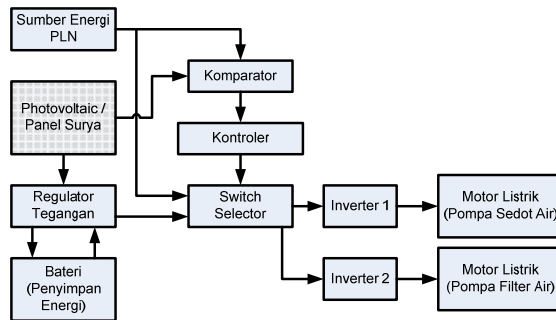 Sumber Energi
PLN
Komparator
Photovoltaic /
Panel Surya
Kontroler
Regulator
Tegangan
Switch
Selector
Inverter 1
Motor Listrik
(Pompa Sedot Air)
Bateri
(Penyimpan
Energi)
Inverter 2
Motor Listrik
(Pompa Filter Air)